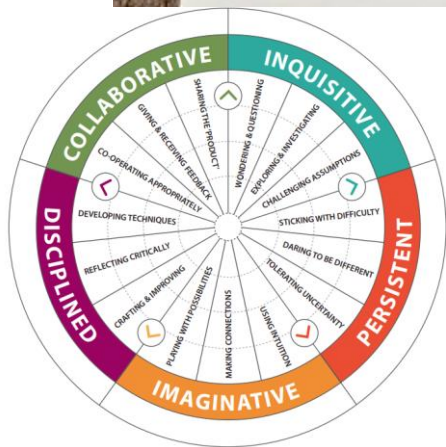 COLLABORATIVE
INQUISITIVE
PERSISTENT
IMAGINATIVE
DISCIPLINED
WONDERING & QUESTIONING
EXPLORING & INVESTIGATING
CHALLENGING ASSUMPTIONS
STICKING WITH DIFFICULTY
DARING TO BE DIFFERENT
TOLERATING UNCERTAINTY
USING INTUITION
MAKING CONNECTIONS
PLAYING WITH POSSIBILITIES
CRAFTING & IMPROVING
REFLECTING CRITICALLY
DEVELOPING TECHNIQUES
CO-OPERATING APPROPRIATELY
GIVING & RECEIVING FEEDBACK
SHARING THE 'PRODUCT'